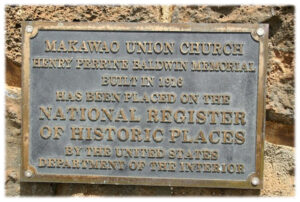 MAKAWAO UNION CHURCH
HENRY PERRINE BALDWIN MEMORIAL
BUILT IN 1916
HAS BEEN PLACED ON THE
NATIONAL REGISTER
OF HISTORIC PLACES
BY THE UNITED STATES
DEPARTMENT OF THE INTERIOR